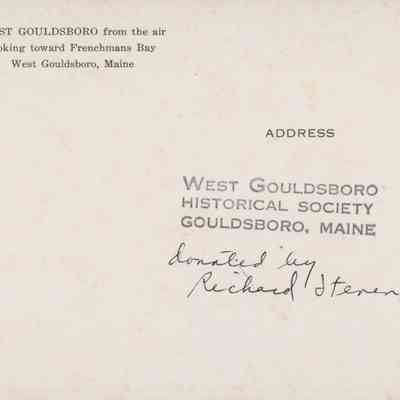 ST GOULDSBORO from the air
oking toward Frenchmans Bay
West Gouldsboro, Maine
ADDRESS
WEST GOULDSBORO
HISTORICAL SOCIETY
GOULDSBORO, MAINE
donated by
Richard Steven